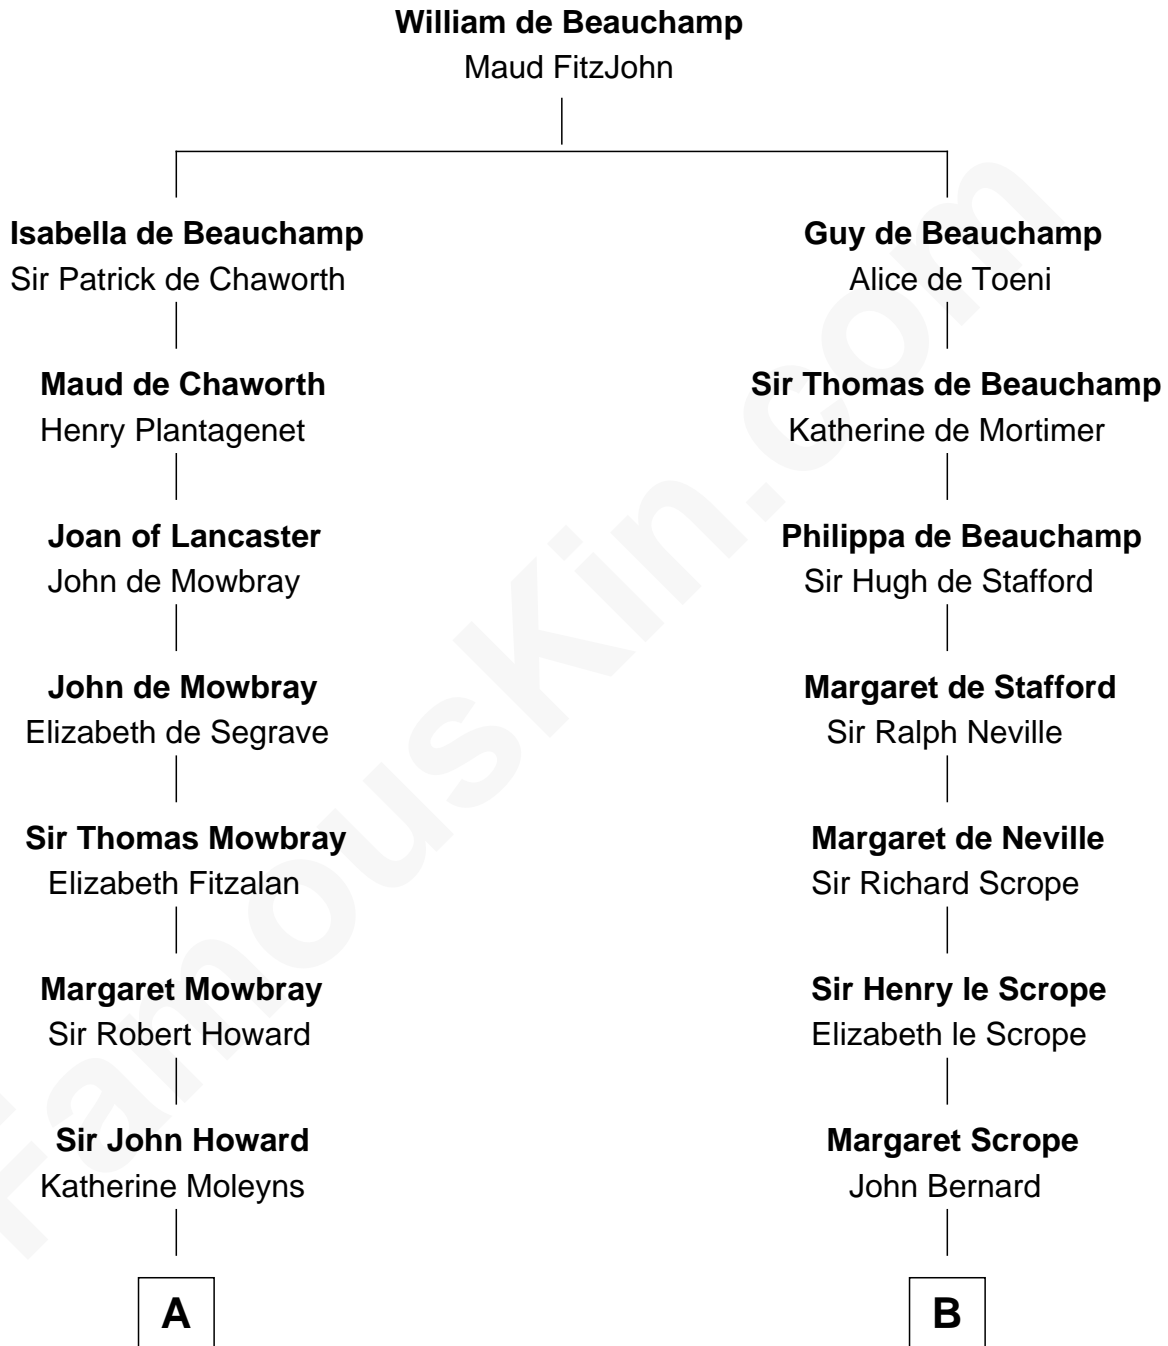 William de Beauchamp
Maud FitzJohn
Isabella de Beauchamp
Sir Patrick de Chaworth
Guy de Beauchamp
Alice de Toeni
Maud de Chaworth
Henry Plantagenet
Sir Thomas de Beauchamp
Katherine de Mortimer
Joan of Lancaster
John de Mowbray
Philippa de Beauchamp
Sir Hugh de Stafford
John de Mowbray
Elizabeth de Segrave
Margaret de Stafford
Sir Ralph Neville
Sir Thomas Mowbray
Elizabeth Fitzalan
Margaret de Neville
Sir Richard Scrope
Margaret Mowbray
Sir Robert Howard
Sir Henry le Scrope
Elizabeth le Scrope
Sir John Howard
Katherine Moleyns
Margaret Scrope
John Bernard
A
B
FamousKin.com